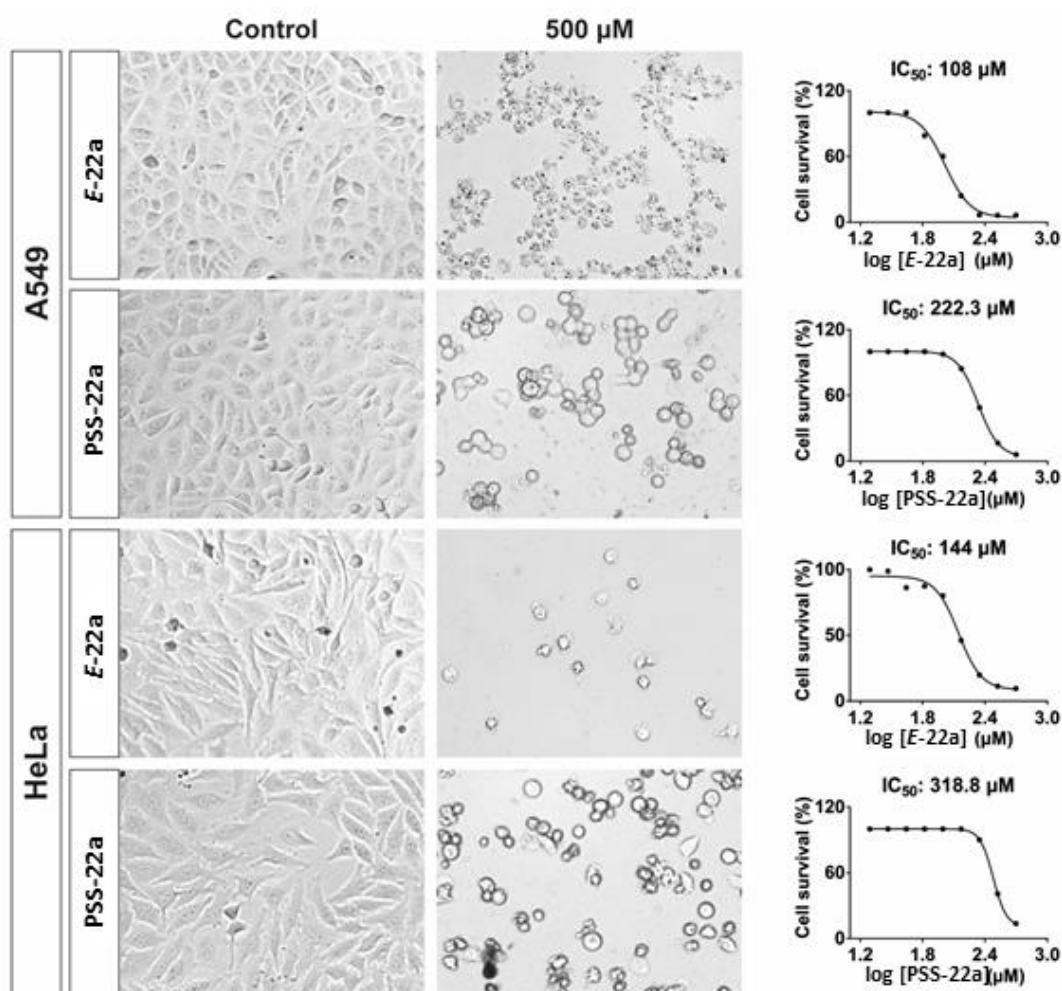 Control
500 µM
A549
E-22a
PSS-22a
HeLa
E-22a
PSS-22a
IC50: 108 µM
Cell survival (%)
120
60
0
1.2 1.8 2.4 3.0
log [E-22a] (µM)
IC50: 222.3 µM
Cell survival (%)
120
60
0
1.2 1.8 2.4 3.0
log [PSS-22a](µM)
IC50: 144 µM
Cell survival (%)
100
50
0
1.2 1.8 2.4 3.0
log [E-22a] (µM)
IC50: 318.8 µM
Cell survival (%)
120
60
0
1.2 1.8 2.4 3.0
log [PSS-22a](µM)